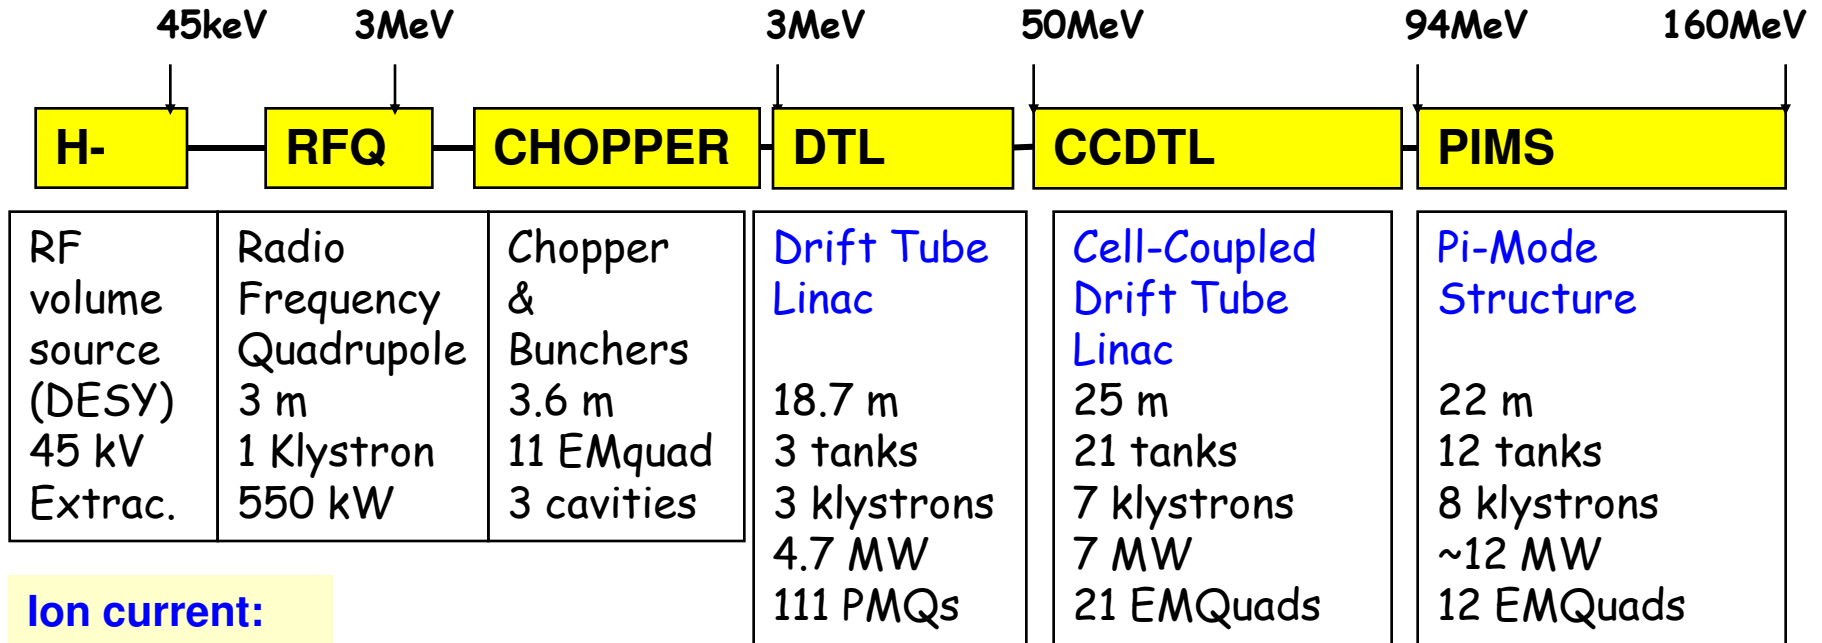 45keV 3MeV 3MeV 50MeV 94MeV 160MeV
H- RFQ CHOPPER DTL CCDTL PIMS
RF
volume
source
(DESY)
45 kV
Extrac.
Radio
Frequency
Quadrupole
3 m
1 Klystron
550 kW
Chopper
&
Bunchers
3.6 m
11 EMquad
3 cavities
Drift Tube
Linac
18.7 m
3 tanks
3 klystrons
4.7 MW
111 PMQs
Cell-Coupled
Drift Tube
Linac
25 m
21 tanks
7 klystrons
7 MW
21 EMQuads
Pi-Mode
Structure
22 m
12 tanks
8 klystrons
~12 MW
12 EMQuads
Ion current: